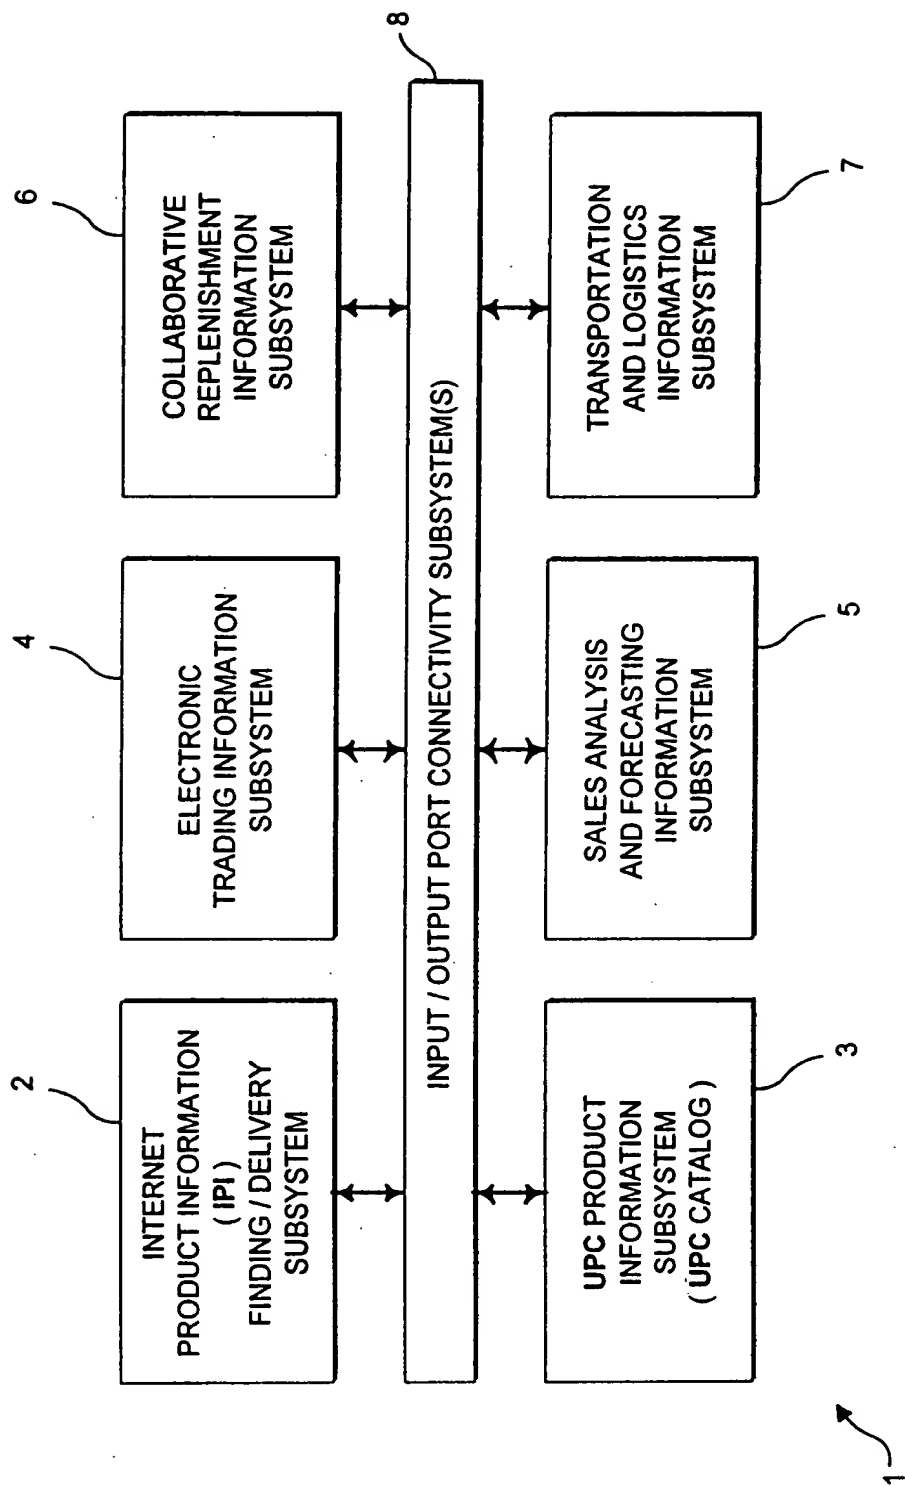 2
INTERNET
PRODUCT INFORMATION
( IPI )
FINDING / DELIVERY
SUBSYSTEM
4
ELECTRONIC
TRADING INFORMATION
SUBSYSTEM
6
COLLABORATIVE
REPLENISHMENT
INFORMATION
SUBSYSTEM
8
INPUT / OUTPUT PORT CONNECTIVITY SUBSYSTEM(S)
UPC PRODUCT
INFORMATION
SUBSYSTEM
( UPC CATALOG )
3
SALES ANALYSIS
AND FORECASTING
INFORMATION
SUBSYSTEM
5
TRANSPORTATION
AND LOGISTICS
INFORMATION
SUBSYSTEM
7
1